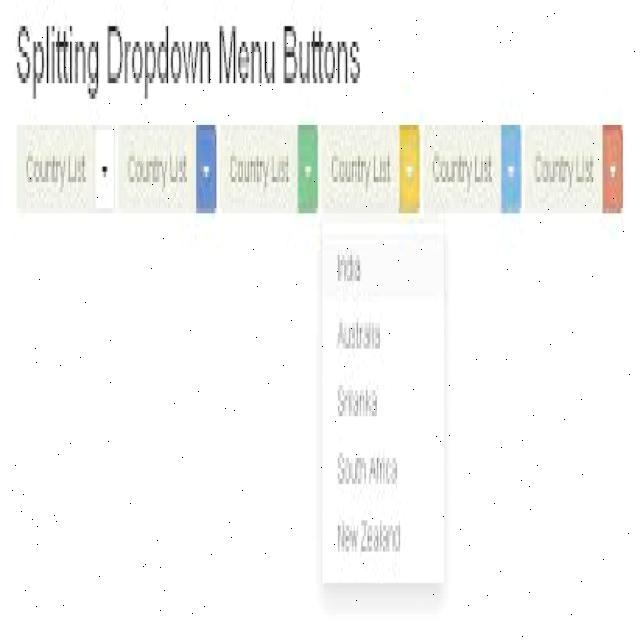 Splitting Dropdown Menu Buttons
Country List Country List Country List Country List Country List Country List
India
Australia
Srilanka
South Africa
New Zealand